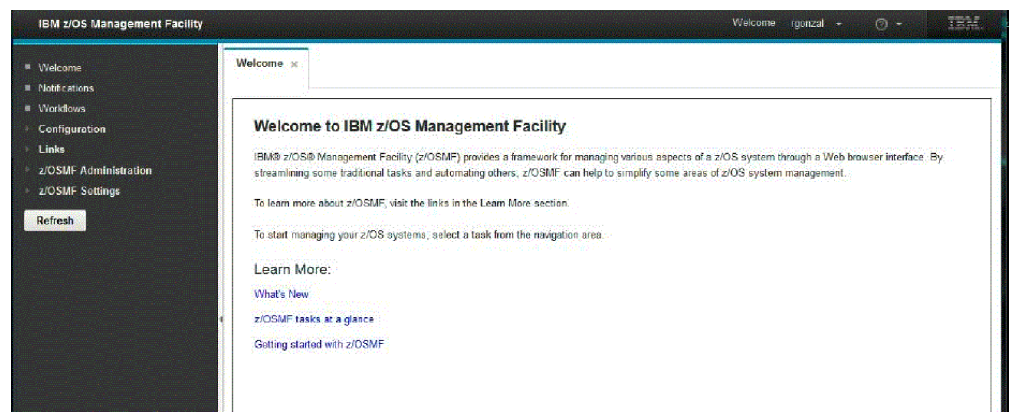 IBM z/OS Management Facility
Welcome rgonzal
IBM
Welcome
Notifications
Workflows
Configuration
Links
z/OSMF Administration
z/OSMF Settings
Refresh
Welcome
Welcome to IBM z/OS Management Facility
IBM® z/OS® Management Facility (z/OSMF) provides a framework for managing various aspects of a z/OS system through a Web browser interface. By
streamlining some traditional tasks and automating others, z/OSMF can help to simplify some areas of z/OS system management.
To learn more about z/OSMF, visit the links in the Learn More section.
To start managing your z/OS systems, select a task from the navigation area.
Learn More:
What's New
z/OSMF tasks at a glance
Getting started with z/OSMF